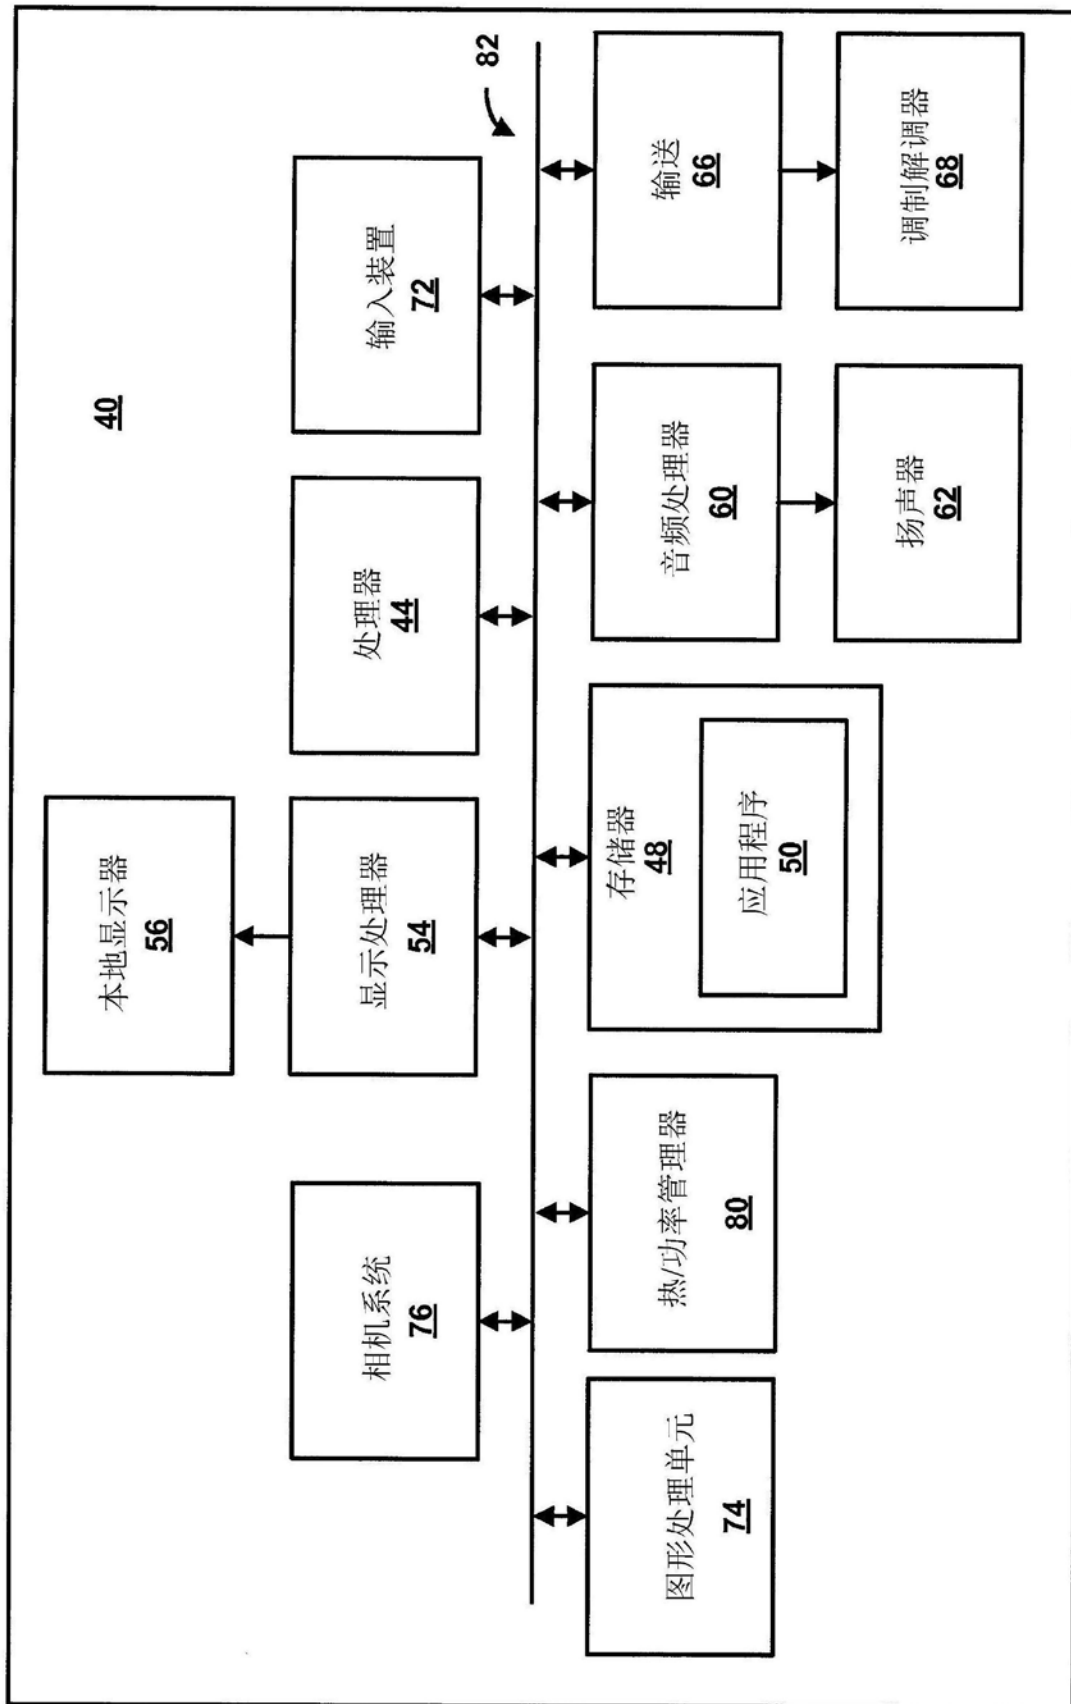 40
本地显示器
56
相机系统
76
显示处理器
54
处理器
44
输入装置
72
82
图形处理单元
74
热/功率管理器
80
存储器
48
应用程序
50
音频处理器
60
输送
66
扬声器
62
调制解调器
68